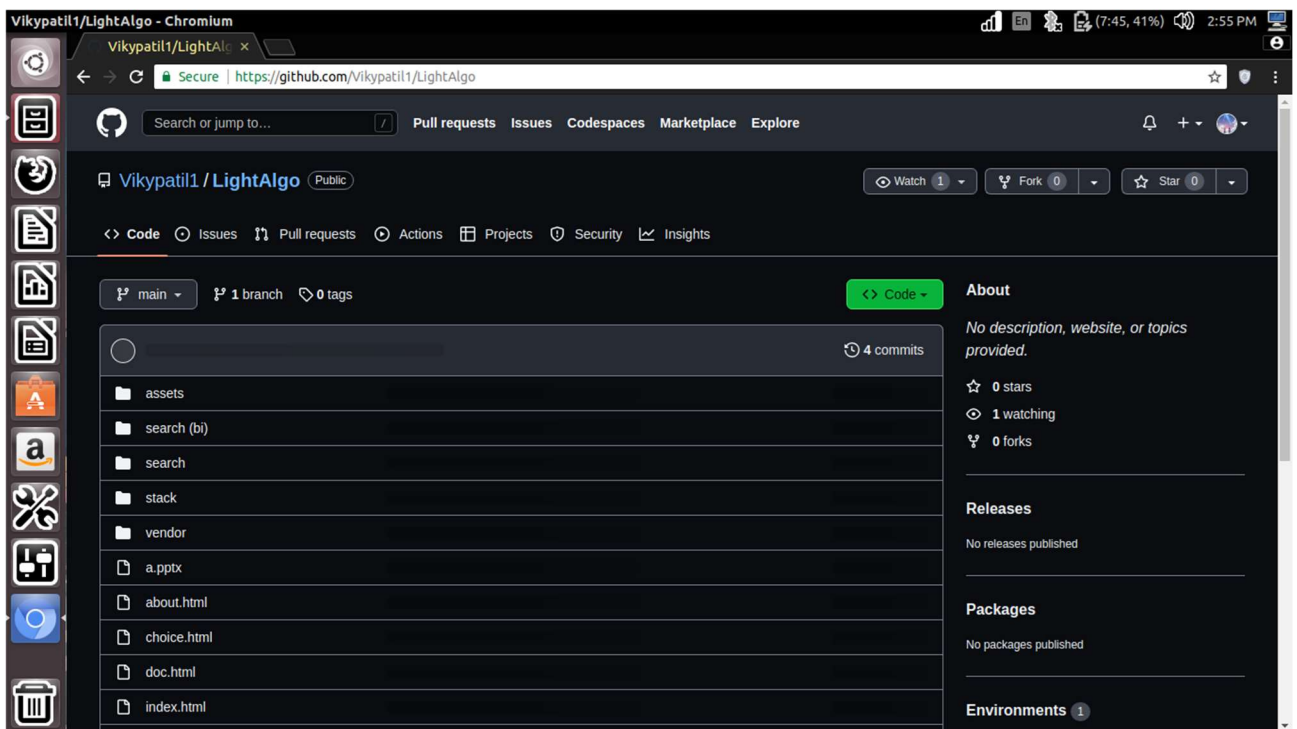 Vikypatil1/LightAlgo - Chromium
En (7:45, 41%) 2:55 PM
Vikypatil1/LightAlg ×
Secure | https://github.com/Vikypatil1/LightAlgo
Search or jump to... / Pull requests Issues Codespaces Marketplace Explore
Vikypatil1 / LightAlgo Public
Watch 1 Fork 0 Star 0
Code Issues Pull requests Actions Projects Security Insights
main 1 branch 0 tags
<> Code
About
No description, website, or topics
provided.
4 commits
assets
search (bi)
search
stack
vendor
a.pptx
about.html
choice.html
doc.html
index.html
0 stars
1 watching
0 forks
Releases
No releases published
Packages
No packages published
Environments 1